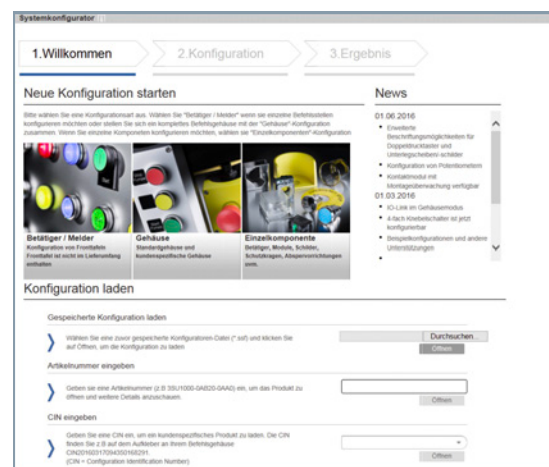 Systemkonfigurator
1.Willkommen
2.Konfiguration
3.Ergebnis
Neue Konfiguration starten
Bitte wählen Sie eine Konfigurationsart aus. Wählen Sie "Betätiger / Melder" wenn sie einzelne Befehlsstellen
konfigurieren möchten oder stellen Sie sich ein komplettes Befehlsgehäuse mit der "Gehäuse"-Konfiguration
zusammen. Wenn Sie einzelne Komponeten konfigurieren möchten, wählen sie "Einzelkomponenten"-Konfiguration
Betätiger / Melder
Konfiguration von Fronttafeln
Fronttafel ist nicht im Lieferumfang
enthalten
Gehäuse
Standardgehäuse und
kundenspezifische Gehäuse
Einzelkomponente
Betätiger, Module, Schilder,
Schutzkragen, Absperrvorrichtungen
uvm.
News
01.06.2016
Erweiterte
Beschriftungsmöglichkeiten für
Doppeldrucktaster und
Unterlegscheiben/-schilder
Konfiguration von Potentiometern
Kontaktmodul mit
Montageüberwachung verfügbar
01.03.2016
IO-Link im Gehäusemodus
4-fach Knebelschalter ist jetzt
konfigurierbar
Beispielkonfigurationen und andere
Unterstützungen
Konfiguration laden
Gespeicherte Konfiguration laden
Wählen Sie eine zuvor gespeicherte Konfiguratoren-Datei (*.ssf) und klicken Sie
auf Öffnen, um die Konfiguration zu laden
Durchsuchen...
Öffnen
Artikelnummer eingeben
Geben sie eine Artikelnummer (z.B 3SU1000-0AB20-0AA0) ein, um das Produkt zu
öffnen und weitere Details anzuschauen.
Öffnen
CIN eingeben
Geben Sie eine CIN ein, um ein kundenspezifisches Produkt zu laden. Die CIN
finden Sie z.B auf dem Aufkleber an Ihrem Befehlsgehäuse
CIN20160317094350168291.
(CIN = Configuration Identification Number)
Öffnen